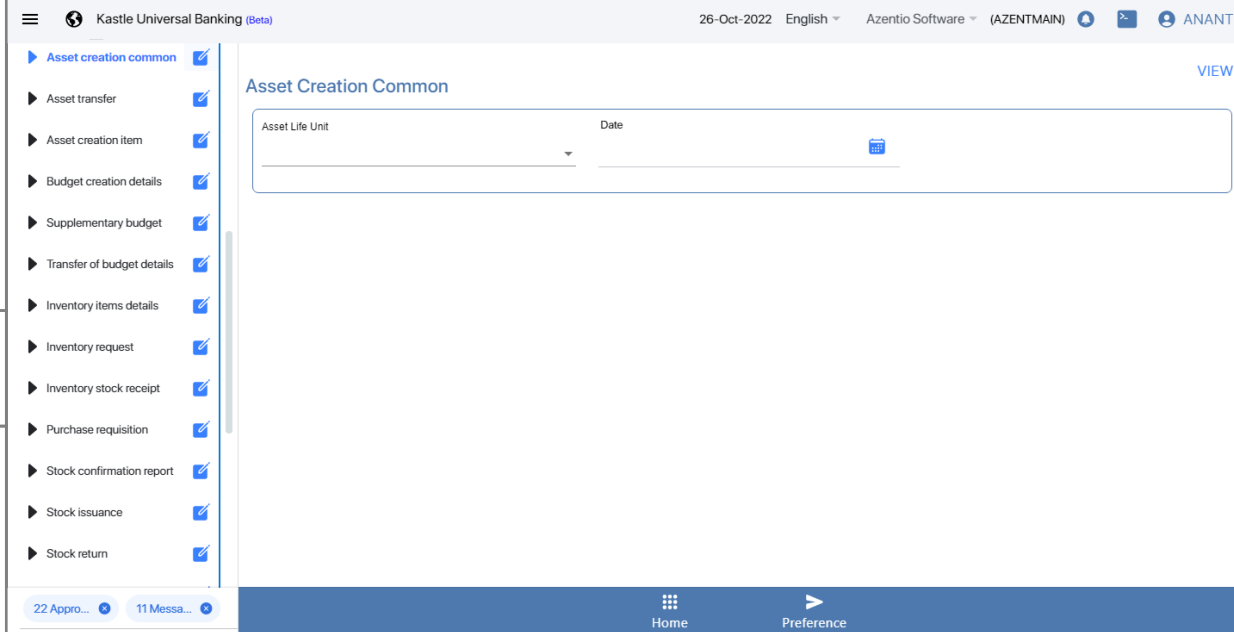 Kastle Universal Banking (Beta)
26-Oct-2022 English Azentio Software (AZENTMAIN) ANANT
Asset creation common
Asset transfer
Asset creation item
Budget creation details
Supplementary budget
Transfer of budget details
Inventory items details
Inventory request
Inventory stock receipt
Purchase requisition
Stock confirmation report
Stock issuance
Stock return
22 Appro...
11 Messa...
VIEW
Asset Creation Common
Asset Life Unit
Date
Home
Preference